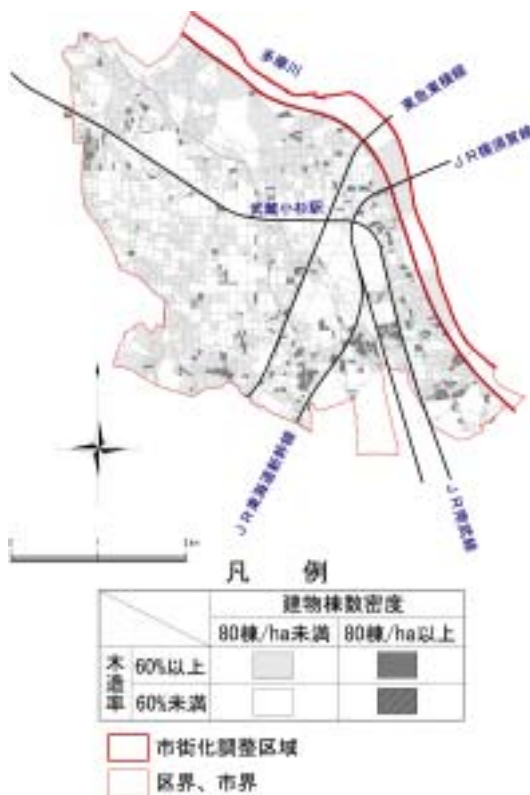 多摩川
東急東横線
JR横須賀線
武蔵小杉駅
JR東海道新幹線
JR南武線
0 1 2km
凡 例
建物棟数密度
80棟/ha未満 80棟/ha以上
木造率 60%以上
60%未満
市街化調整区域
区界、市界